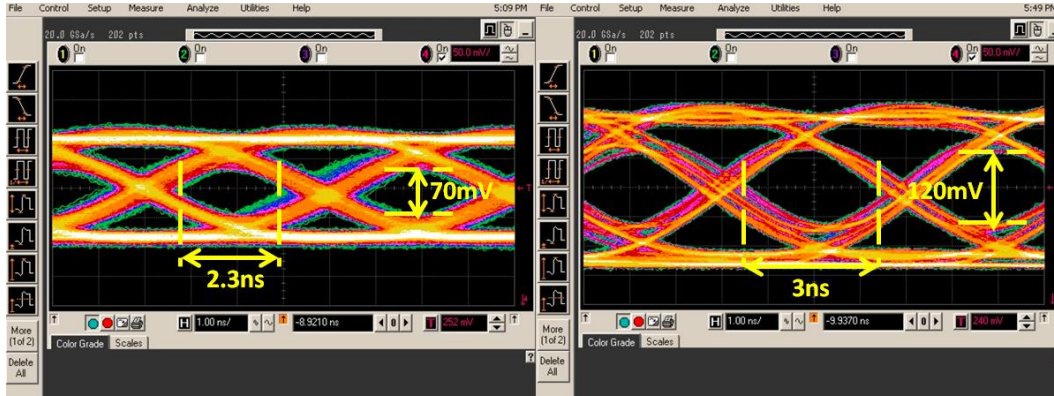 File Control Setup Measure Analyze Utilities Help 5:09 PM
20.0 GSa/s 202 pts
1 On 2 On 3 On 4 On 50.0 mV/
70mV
2.3ns
H 1.00 ns/ -8.9210 ns 0 T 252 mV
More
(1of 2)
Delete
All
Color Grade Scales
?
File Control Setup Measure Analyze Utilities Help 5:49 PM
20.0 GSa/s 202 pts
1 On 2 On 3 On 4 On 50.0 mV/
120mV
3ns
H 1.00 ns/ -9.9370 ns 0 T 240 mV
More
(1of 2)
Delete
All
Color Grade Scales